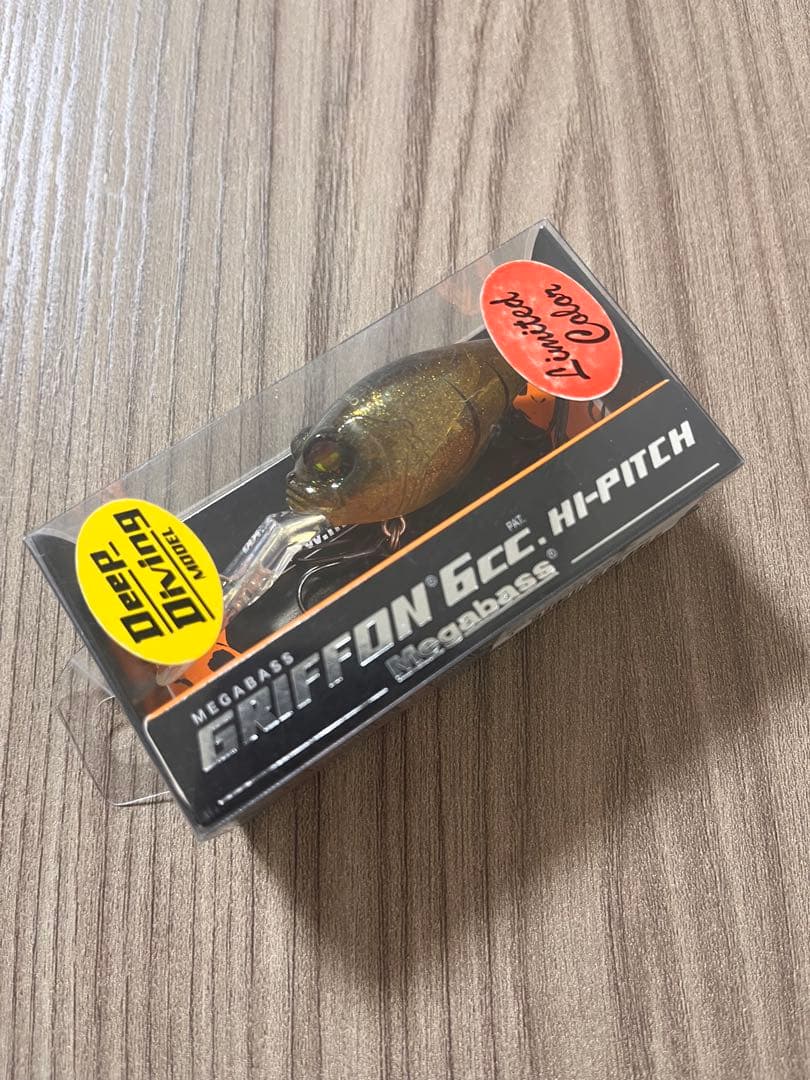 Limited
Color
Deep-
Diving
MODEL
MEGABASS
GRIFFON® 6cc. PAT. HI-PITCH
Megabass®